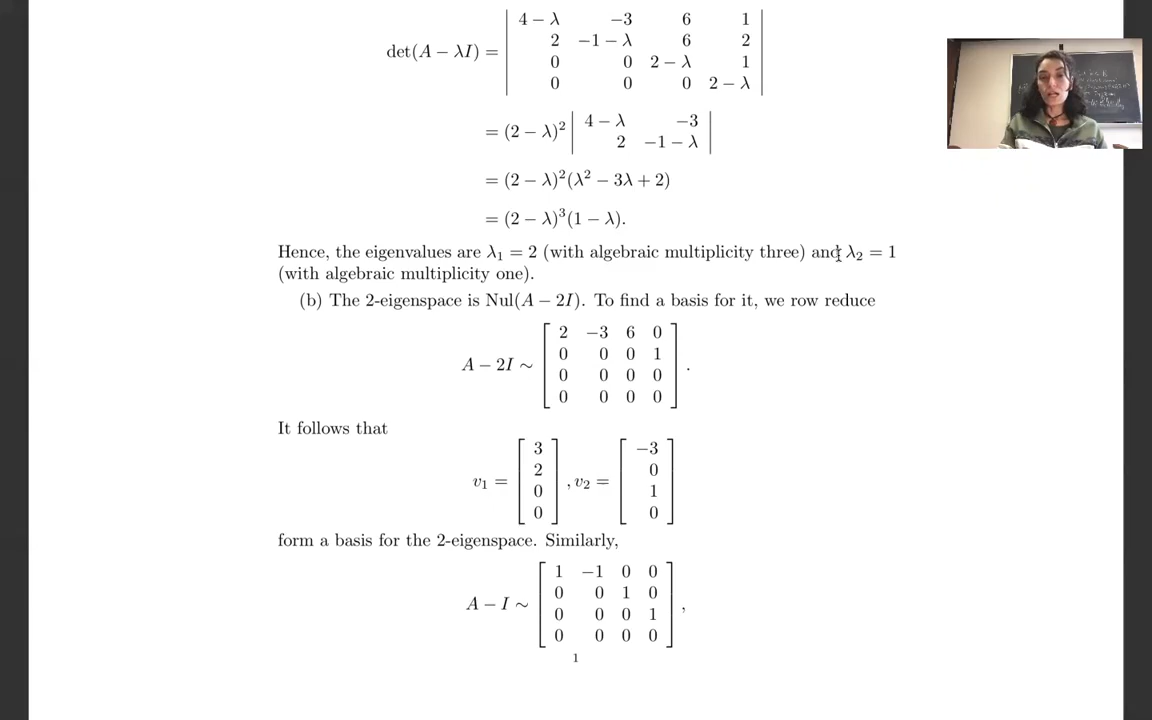 det(A − λI) = | 4 − λ −3 6 1 |
| 2 −1 − λ 6 2 |
| 0 0 2 − λ 1 |
| 0 0 0 2 − λ |
= (2 − λ)² | 4 − λ −3 |
| 2 −1 − λ |
= (2 − λ)²(λ² − 3λ + 2)
= (2 − λ)³(1 − λ).
Hence, the eigenvalues are λ₁ = 2 (with algebraic multiplicity three) and λ₂ = 1
(with algebraic multiplicity one).
(b) The 2-eigenspace is Nul(A − 2I). To find a basis for it, we row reduce
A − 2I ∼ [ 2 −3 6 0 ]
[ 0 0 0 1 ]
[ 0 0 0 0 ]
[ 0 0 0 0 ] .
It follows that
v₁ = [ 3 2 0 0 ] , v₂ = [ −3 0 1 0 ]
form a basis for the 2-eigenspace. Similarly,
A − I ∼ [ 1 −1 0 0 ]
[ 0 0 1 0 ]
[ 0 0 0 1 ]
[ 0 0 0 0 ] ,
1